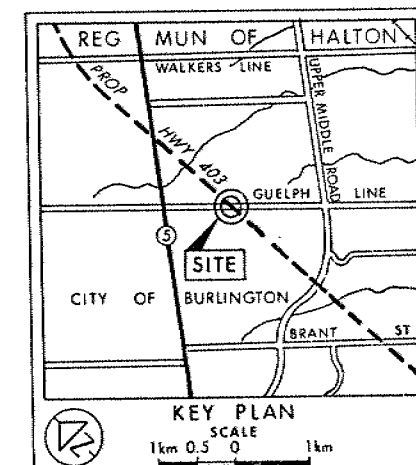 REG MUN OF HALTON
WALKERS LINE
UPPER MIDDLE ROAD
PROP HWY 403
GUELPH LINE
5
SITE
CITY OF BURLINGTON
BRANT ST
N
KEY PLAN
SCALE
1km 0.5 0 1km